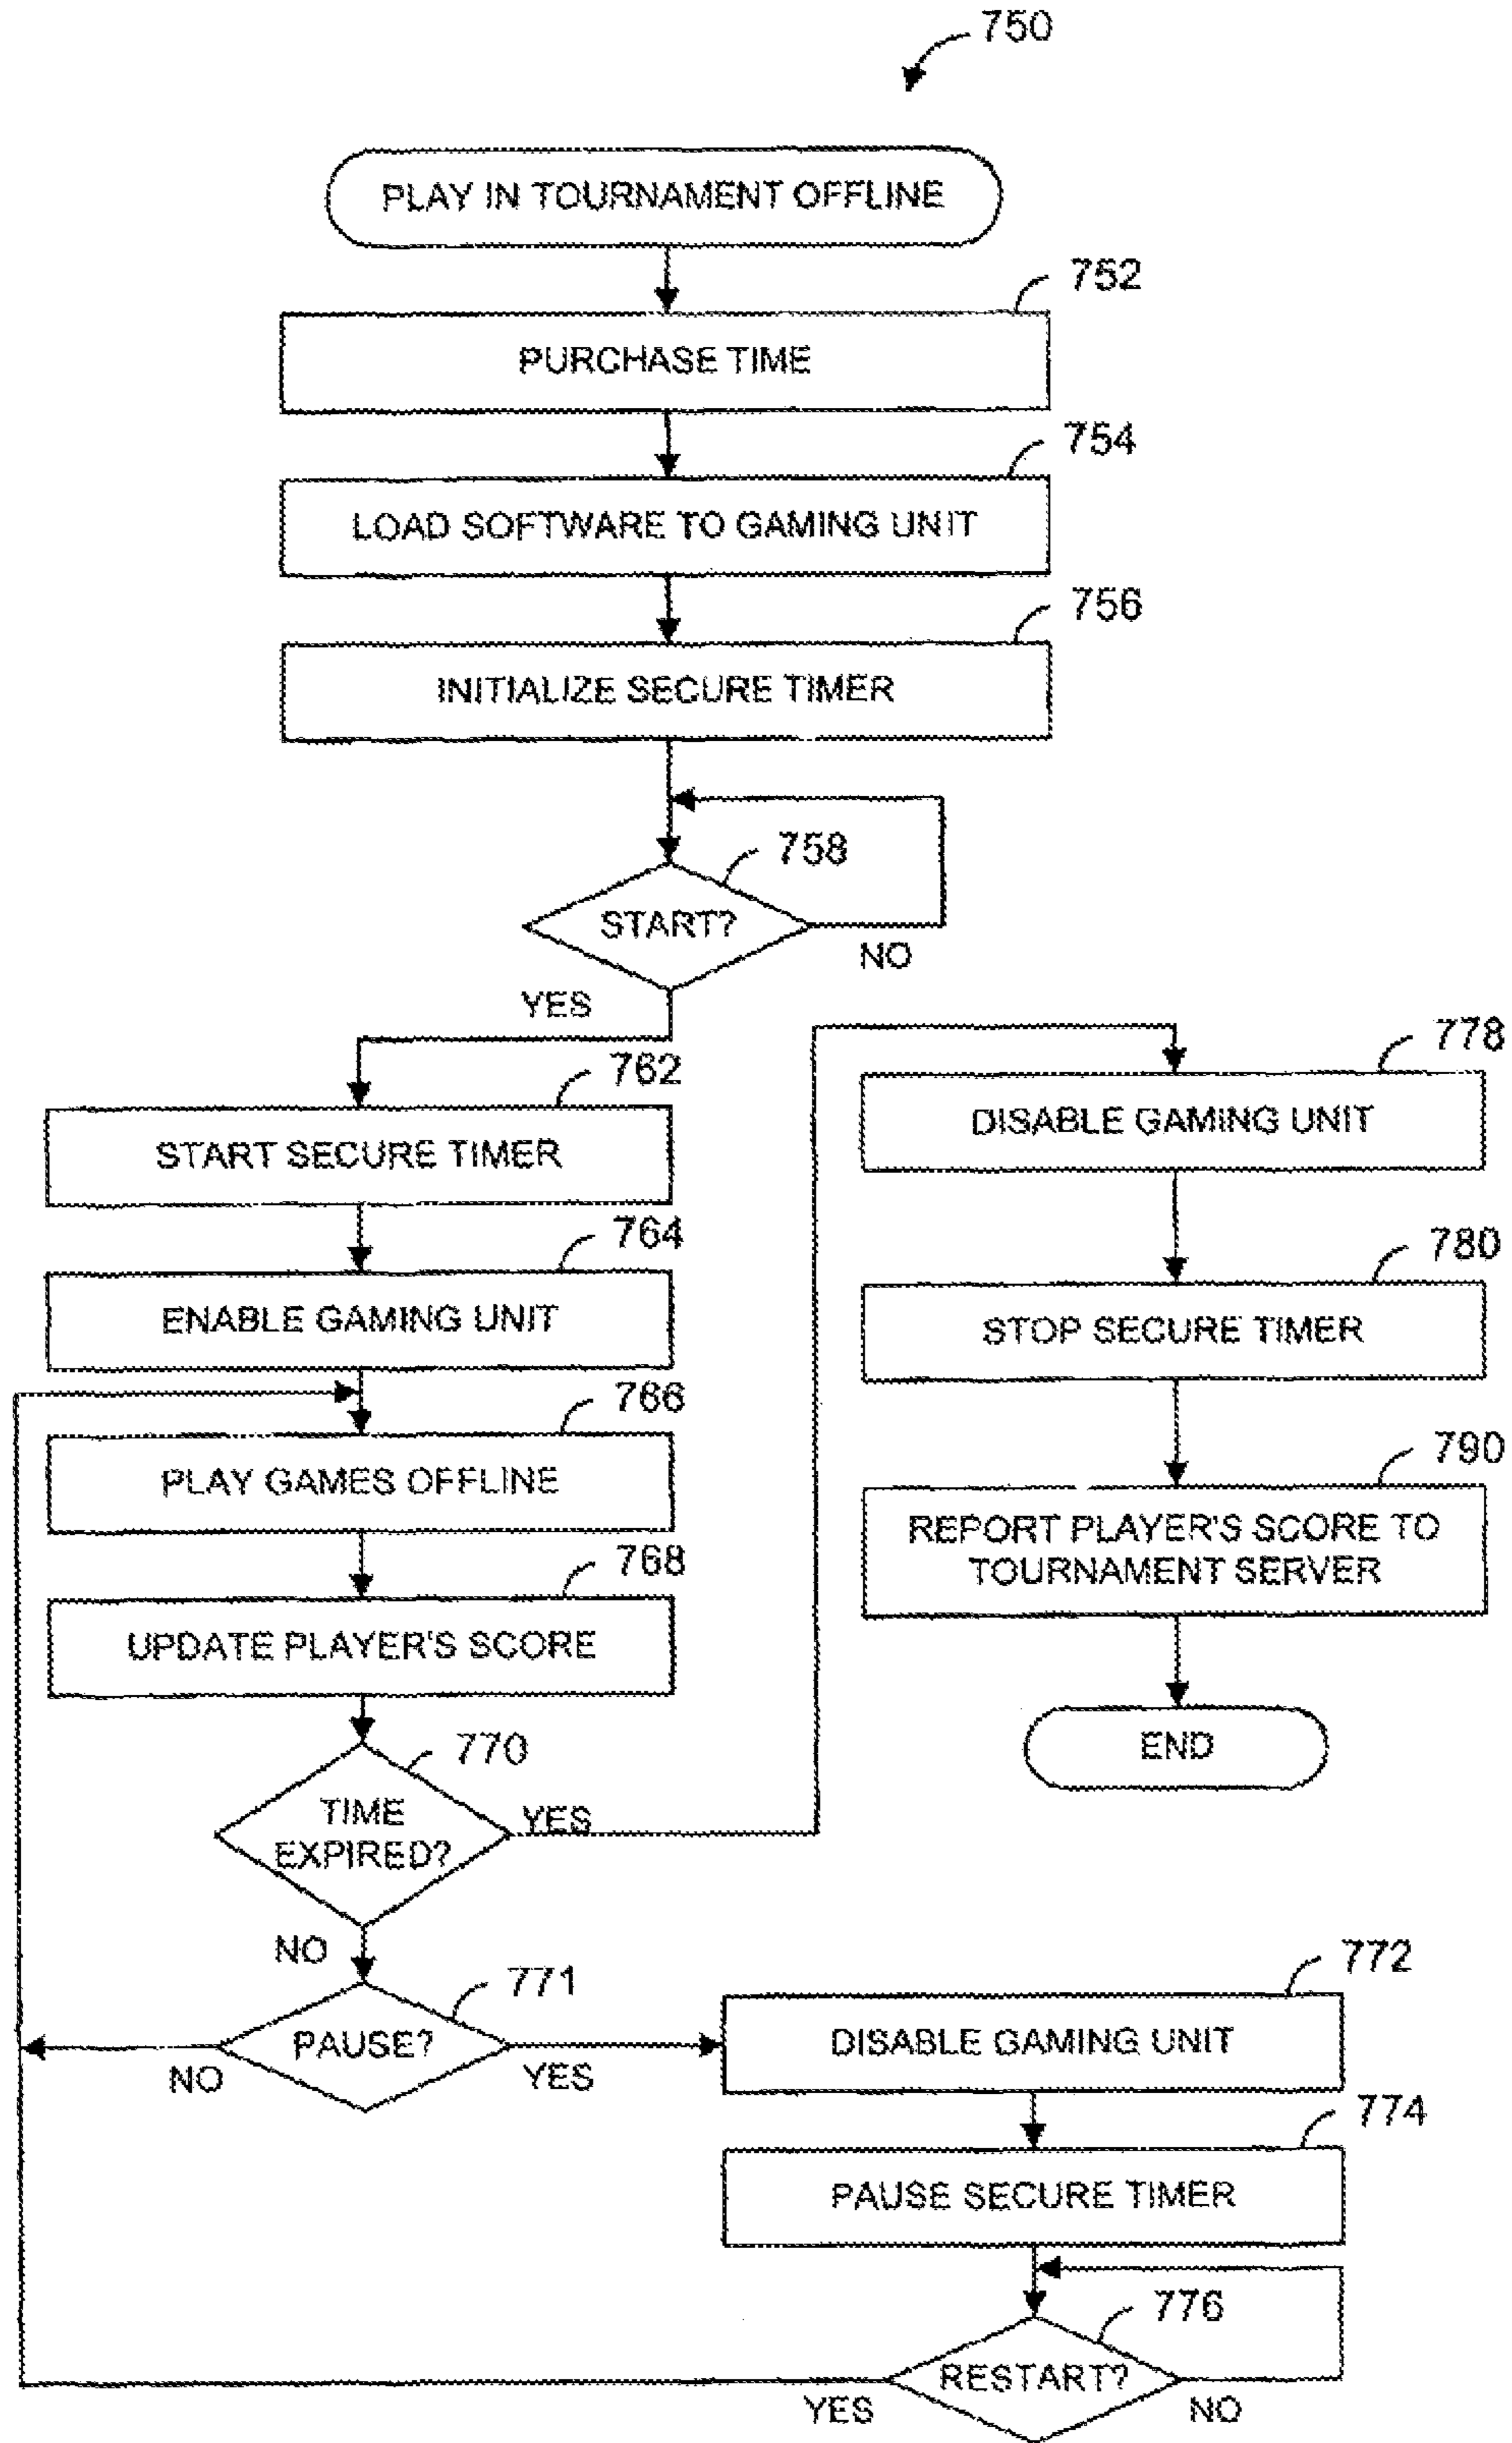 750
PLAY IN TOURNAMENT OFFLINE
752
PURCHASE TIME
754
LOAD SOFTWARE TO GAMING UNIT
756
INITIALIZE SECURE TIMER
758
START?
NO
YES
762
START SECURE TIMER
764
ENABLE GAMING UNIT
766
PLAY GAMES OFFLINE
768
UPDATE PLAYER'S SCORE
770
TIME
EXPIRED?
YES
NO
771
PAUSE?
NO
YES
772
DISABLE GAMING UNIT
774
PAUSE SECURE TIMER
776
RESTART?
YES
NO
778
DISABLE GAMING UNIT
780
STOP SECURE TIMER
790
REPORT PLAYER'S SCORE TO
TOURNAMENT SERVER
END